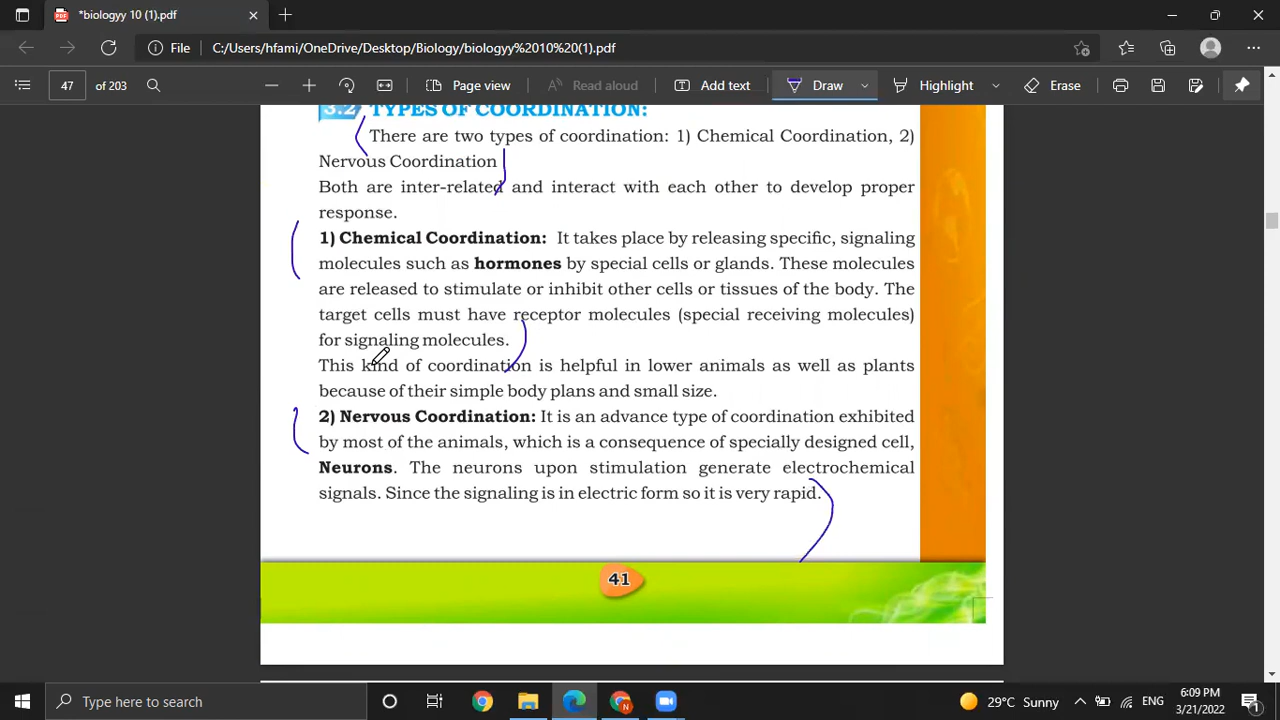 *biologyy 10 (1).pdf
File C:/Users/hfami/OneDrive/Desktop/Biology/biologyy%2010%20(1).pdf
47 of 203 Page view Read aloud Add text Draw Highlight Erase
3.2 TYPES OF COORDINATION:
There are two types of coordination: 1) Chemical Coordination, 2)
Nervous Coordination
Both are inter-related and interact with each other to develop proper
response.
1) Chemical Coordination: It takes place by releasing specific, signaling
molecules such as hormones by special cells or glands. These molecules
are released to stimulate or inhibit other cells or tissues of the body. The
target cells must have receptor molecules (special receiving molecules)
for signaling molecules.
This kind of coordination is helpful in lower animals as well as plants
because of their simple body plans and small size.
2) Nervous Coordination: It is an advance type of coordination exhibited
by most of the animals, which is a consequence of specially designed cell,
Neurons. The neurons upon stimulation generate electrochemical
signals. Since the signaling is in electric form so it is very rapid.
41
Type here to search
29°C Sunny ENG 6:09 PM
3/21/2022 1